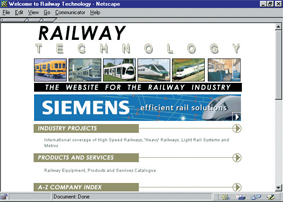 Welcome to Railway Technology - Netscape
File Edit View Go Communicator Help
RAILWAY
TECHNOLOGY
THE WEBSITE FOR THE RAILWAY INDUSTRY
SIEMENS efficient rail solutions
INDUSTRY PROJECTS
International coverage of High Speed Railways, 'Heavy' Railways, Light Rail Systems and
Metros
PRODUCTS AND SERVICES
Railway Equipment, Products and Services Catalogue
A-Z COMPANY INDEX
Document: Done